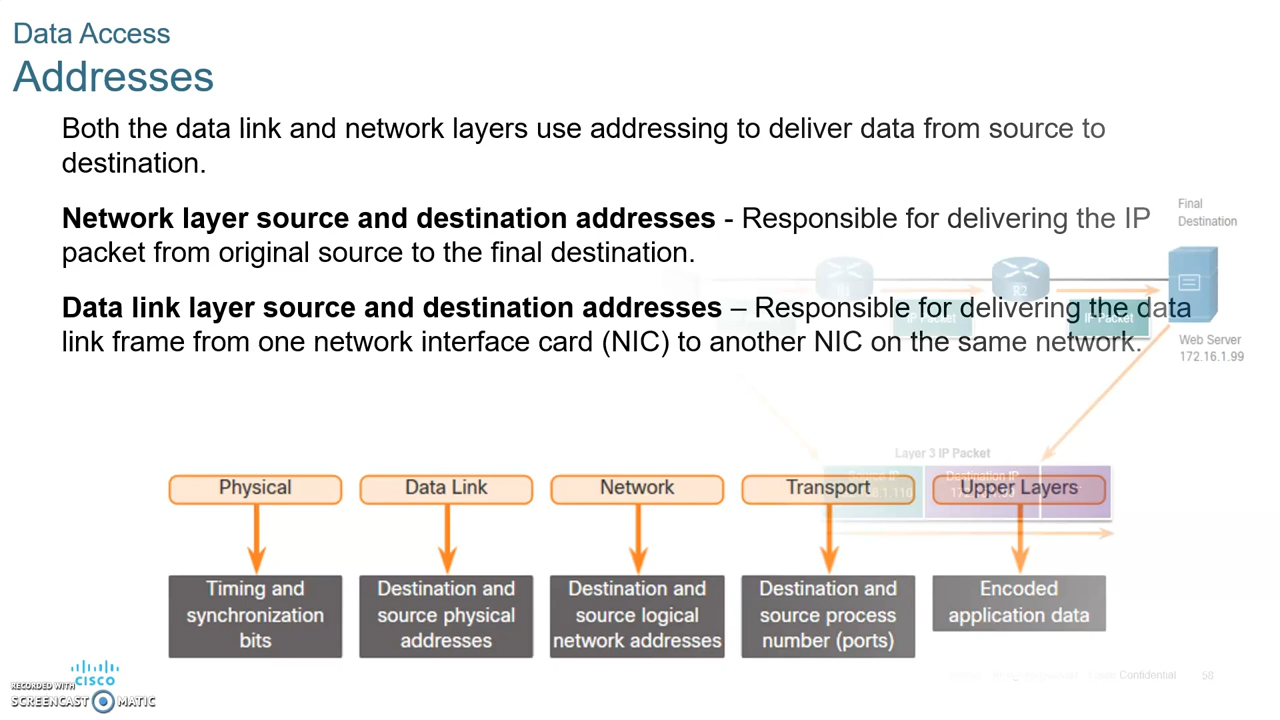 Data Access
Addresses
Both the data link and network layers use addressing to deliver data from source to
destination.
Network layer source and destination addresses - Responsible for delivering the IP
packet from original source to the final destination.
Data link layer source and destination addresses – Responsible for delivering the data
link frame from one network interface card (NIC) to another NIC on the same network.
Final
Destination
R1
R2
IP Packet
IP Packet
Web Server
172.16.1.99
Layer 3 IP Packet
Destination IP
Physical
Data Link
Network
Transport
Upper Layers
Timing and
synchronization
bits
Destination and
source physical
addresses
Destination and
source logical
network addresses
Destination and
source process
number (ports)
Encoded
application data
CISCO
RECORDED WITH
SCREENCAST MATIC
Confidential
58